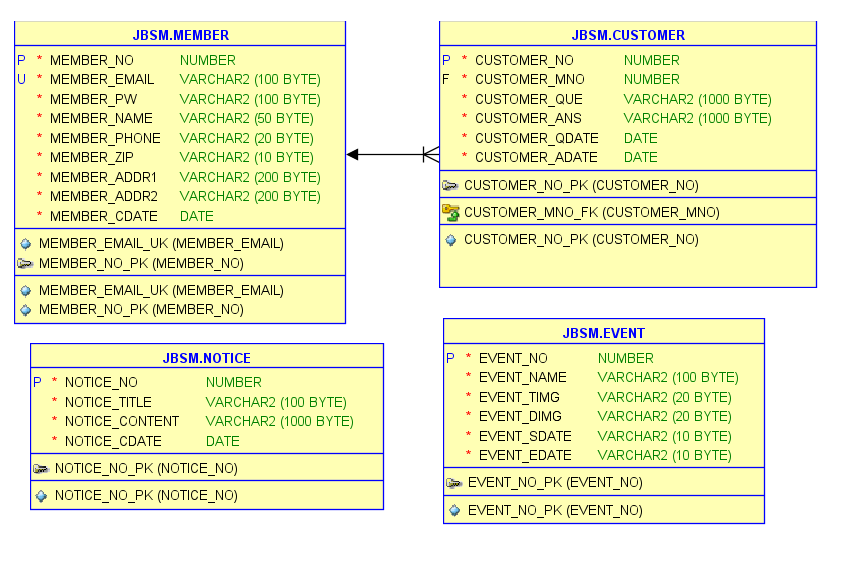 JBSM.MEMBER
P * MEMBER_NO NUMBER
U * MEMBER_EMAIL VARCHAR2 (100 BYTE)
* MEMBER_PW VARCHAR2 (100 BYTE)
* MEMBER_NAME VARCHAR2 (50 BYTE)
* MEMBER_PHONE VARCHAR2 (20 BYTE)
* MEMBER_ZIP VARCHAR2 (10 BYTE)
* MEMBER_ADDR1 VARCHAR2 (200 BYTE)
* MEMBER_ADDR2 VARCHAR2 (200 BYTE)
* MEMBER_CDATE DATE
MEMBER_EMAIL_UK (MEMBER_EMAIL)
MEMBER_NO_PK (MEMBER_NO)
MEMBER_EMAIL_UK (MEMBER_EMAIL)
MEMBER_NO_PK (MEMBER_NO)
JBSM.CUSTOMER
P * CUSTOMER_NO NUMBER
F * CUSTOMER_MNO NUMBER
* CUSTOMER_QUE VARCHAR2 (1000 BYTE)
* CUSTOMER_ANS VARCHAR2 (1000 BYTE)
* CUSTOMER_QDATE DATE
* CUSTOMER_ADATE DATE
CUSTOMER_NO_PK (CUSTOMER_NO)
CUSTOMER_MNO_FK (CUSTOMER_MNO)
CUSTOMER_NO_PK (CUSTOMER_NO)
JBSM.NOTICE
P * NOTICE_NO NUMBER
* NOTICE_TITLE VARCHAR2 (100 BYTE)
* NOTICE_CONTENT VARCHAR2 (1000 BYTE)
* NOTICE_CDATE DATE
NOTICE_NO_PK (NOTICE_NO)
NOTICE_NO_PK (NOTICE_NO)
JBSM.EVENT
P * EVENT_NO NUMBER
* EVENT_NAME VARCHAR2 (100 BYTE)
* EVENT_TIMG VARCHAR2 (20 BYTE)
* EVENT_DIMG VARCHAR2 (20 BYTE)
* EVENT_SDATE VARCHAR2 (10 BYTE)
* EVENT_EDATE VARCHAR2 (10 BYTE)
EVENT_NO_PK (EVENT_NO)
EVENT_NO_PK (EVENT_NO)